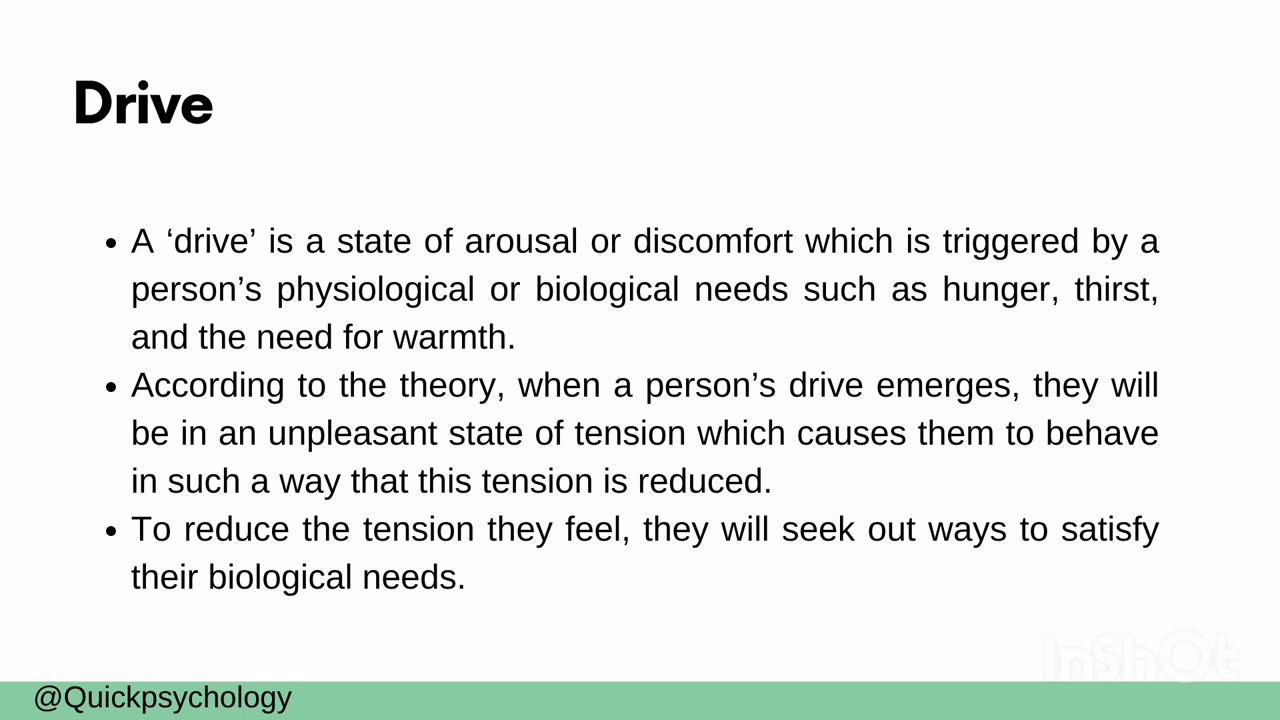 Drive
• A ‘drive’ is a state of arousal or discomfort which is triggered by a
person’s physiological or biological needs such as hunger, thirst,
and the need for warmth.
• According to the theory, when a person’s drive emerges, they will
be in an unpleasant state of tension which causes them to behave
in such a way that this tension is reduced.
• To reduce the tension they feel, they will seek out ways to satisfy
their biological needs.
InShOt
@Quickpsychology